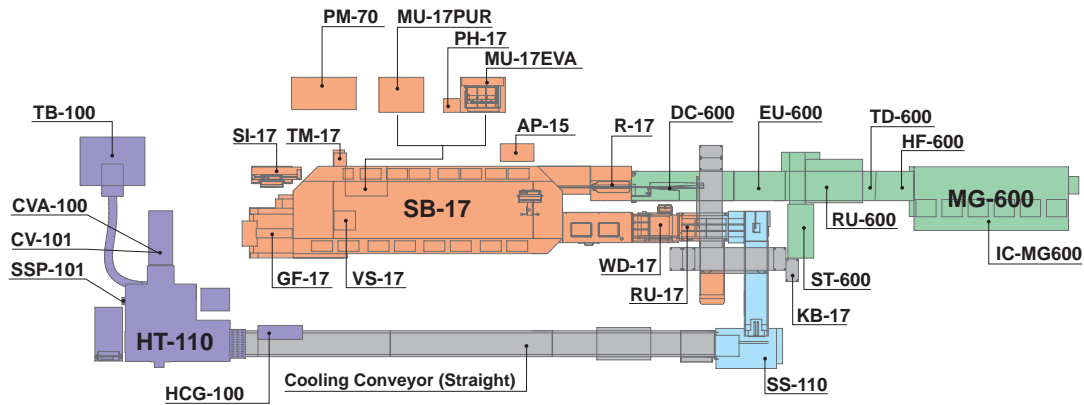 PM-70
MU-17PUR
PH-17
MU-17EVA
TB-100
SI-17
TM-17
AP-15
R-17
DC-600
EU-600
TD-600
HF-600
CVA-100
CV-101
SSP-101
SB-17
MG-600
RU-600
IC-MG600
GF-17
VS-17
WD-17
RU-17
ST-600
KB-17
HT-110
HCG-100
Cooling Conveyor (Straight)
SS-110